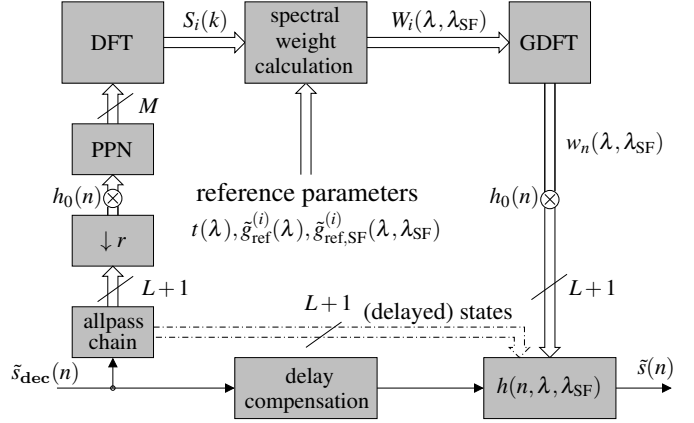 DFT
S_i(k)
spectral
weight
calculation
W_i(λ, λ_SF)
GDFT
M
PPN
w_n(λ, λ_SF)
h_0(n)
h_0(n)
reference parameters
t(λ), g̃_ref^(i)(λ), g̃_ref,SF^(i)(λ, λ_SF)
↓ r
L+1
L+1
L+1
(delayed) states
allpass
chain
s̃_dec(n)
delay
compensation
h(n, λ, λ_SF)
s̃(n)